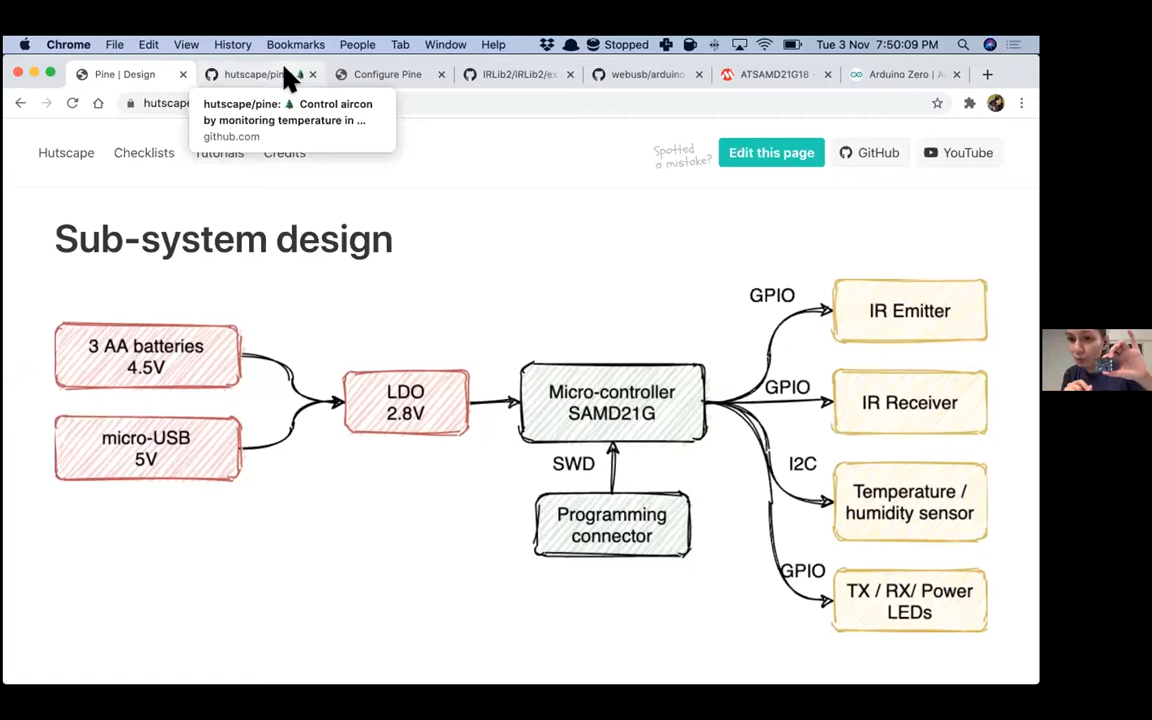 Chrome File Edit View History Bookmarks People Tab Window Help Stopped Tue 3 Nov 7:50:09 PM
Pine | Design hutscape/pin Configure Pine IRLib2/IRLib2/ex webusb/arduino ATSAMD21G18 - Arduino Zero | A
hutscape
hutscape/pine: 🌲 Control aircon
by monitoring temperature in ...
github.com
Hutscape Checklists Tutorials Credits
Spotted
a mistake?
Edit this page GitHub YouTube
Sub-system design
3 AA batteries
4.5V
micro-USB
5V
LDO
2.8V
Micro-controller
SAMD21G
SWD
Programming
connector
GPIO
IR Emitter
GPIO
IR Receiver
I2C
Temperature /
humidity sensor
GPIO
TX / RX/ Power
LEDs